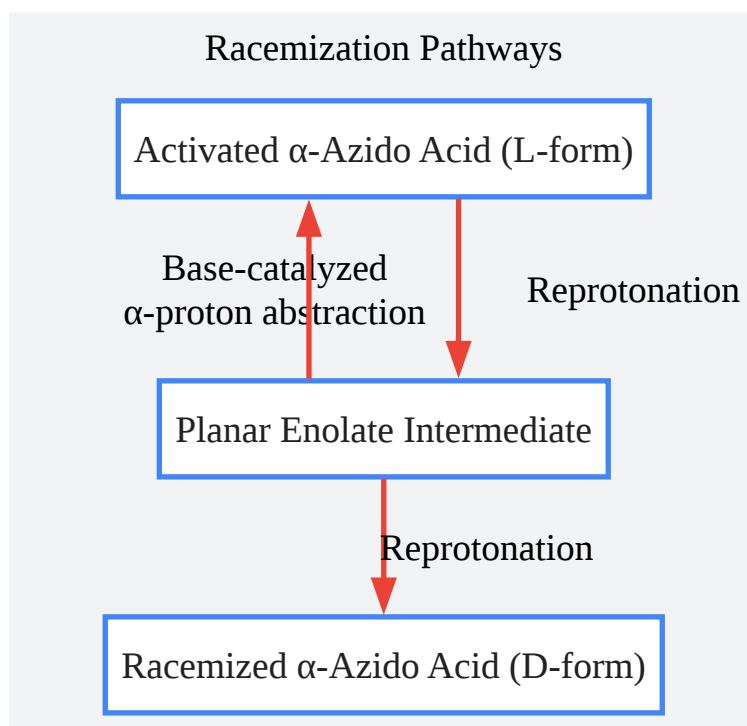 Racemization Pathways
Activated α-Azido Acid (L-form)
Base-catalyzed
α-proton abstraction
Reprotonation
Planar Enolate Intermediate
Reprotonation
Racemized α-Azido Acid (D-form)